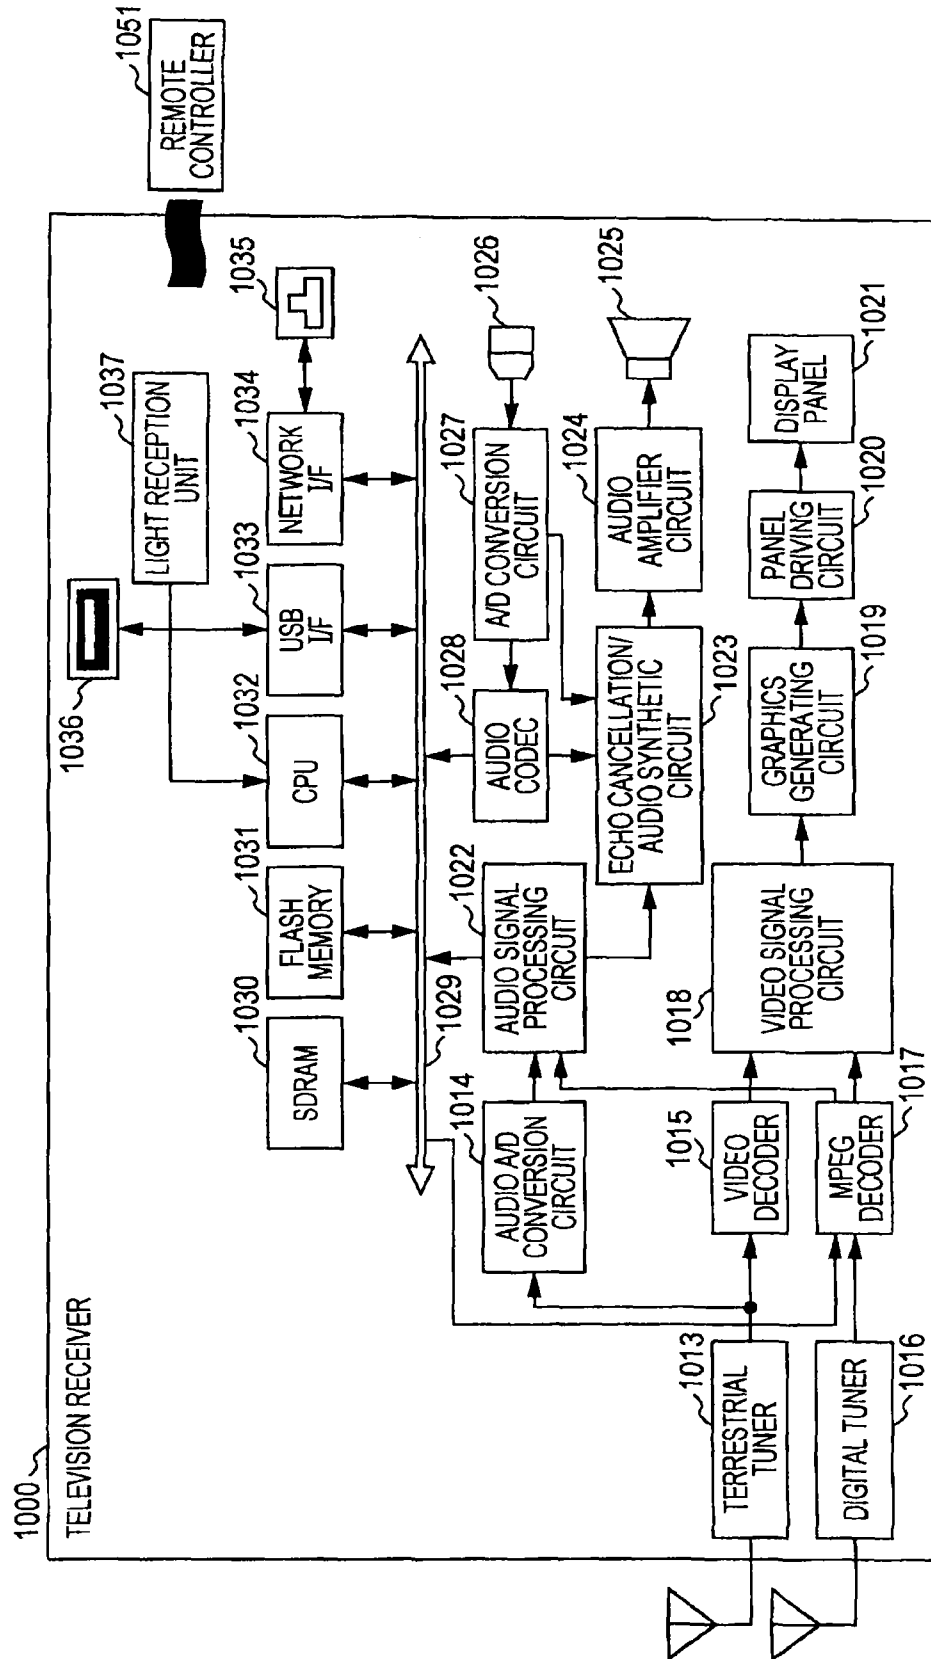 1000
TELEVISION RECEIVER
1051
REMOTE
CONTROLLER
1036
1037
LIGHT RECEPTION
UNIT
1030
SDRAM
1031
FLASH
MEMORY
1032
CPU
1033
USB
I/F
1034
NETWORK
I/F
1035
1029
1014
AUDIO A/D
CONVERSION
CIRCUIT
1022
AUDIO SIGNAL
PROCESSING
CIRCUIT
1028
AUDIO
CODEC
1027
A/D CONVERSION
CIRCUIT
1026
ECHO CANCELLATION/
AUDIO SYNTHETIC
CIRCUIT
1023
1024
AUDIO
AMPLIFIER
CIRCUIT
1025
1013
TERRESTRIAL
TUNER
1015
VIDEO
DECODER
1018
VIDEO SIGNAL
PROCESSING
CIRCUIT
GRAPHICS
GENERATING
CIRCUIT
1019
PANEL
DRIVING
CIRCUIT
1020
DISPLAY
PANEL
1021
DIGITAL TUNER
1016
MPEG
DECODER
1017